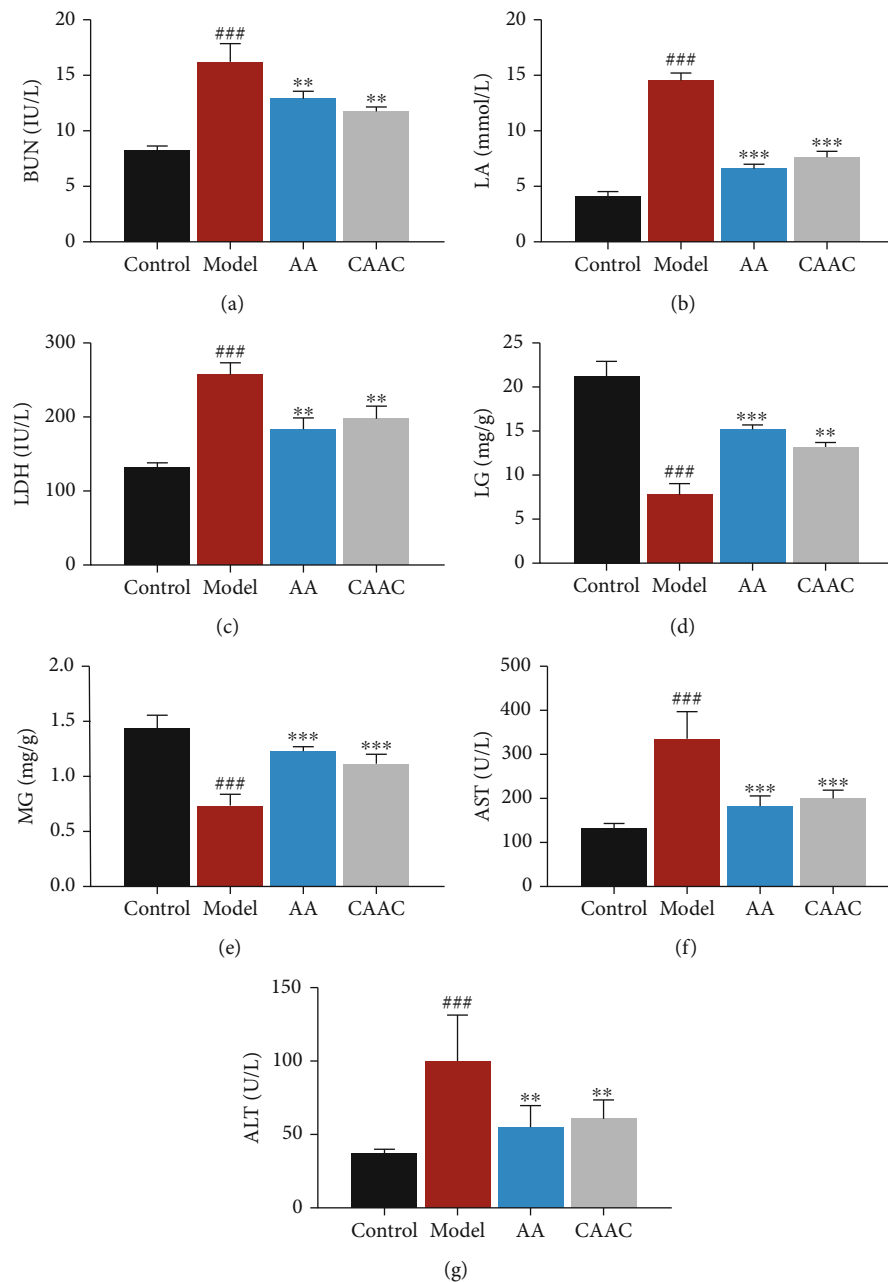 20
15
10
5
0
BUN (IU/L)
###
**
**
Control Model AA CAAC
(a)
20
15
10
5
0
LA (mmol/L)
###
***
***
Control Model AA CAAC
(b)
300
200
100
0
LDH (IU/L)
###
**
**
Control Model AA CAAC
(c)
25
20
15
10
5
0
LG (mg/g)
###
***
**
Control Model AA CAAC
(d)
2.0
1.5
1.0
0.5
0.0
MG (mg/g)
###
***
***
Control Model AA CAAC
(e)
500
400
300
200
100
0
AST (U/L)
###
***
***
Control Model AA CAAC
(f)
150
100
50
0
ALT (U/L)
###
**
**
Control Model AA CAAC
(g)